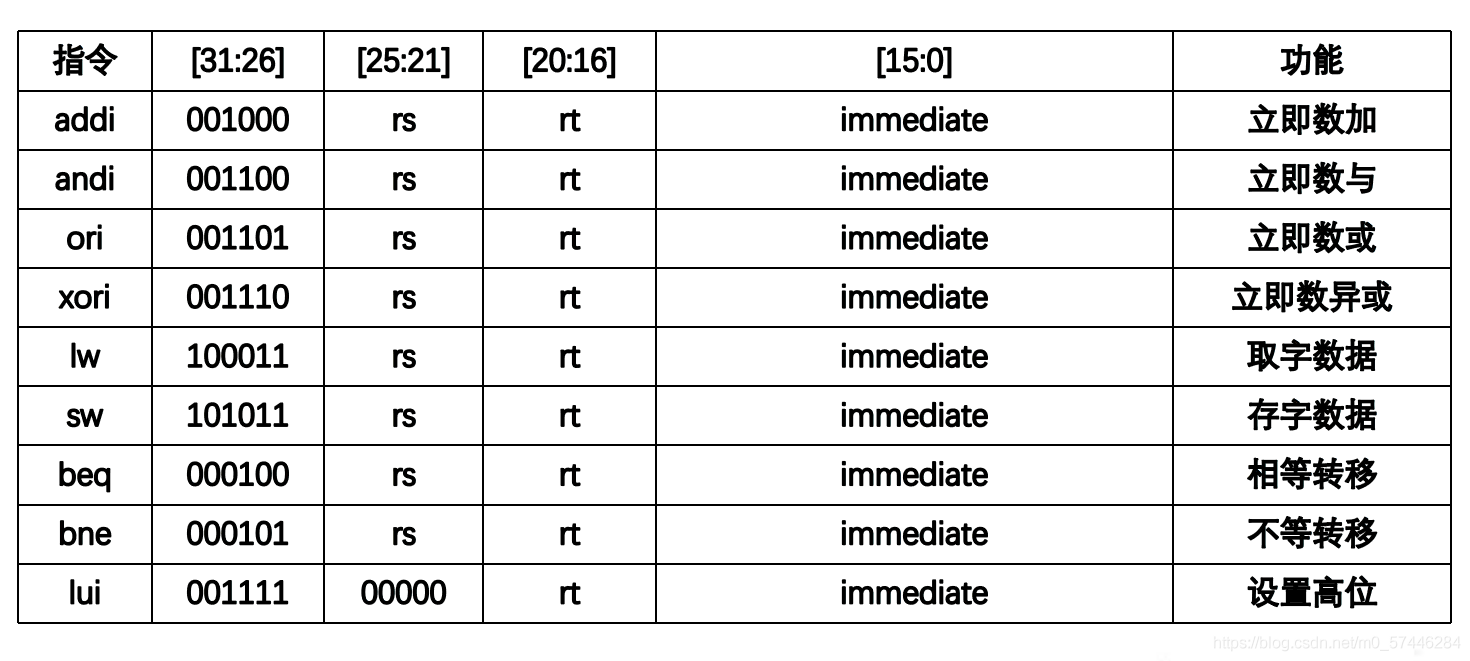 指令 [31:26] [25:21] [20:16] [15:0] 功能
addi 001000 rs rt immediate 立即数加
andi 001100 rs rt immediate 立即数与
ori 001101 rs rt immediate 立即数或
xori 001110 rs rt immediate 立即数异或
lw 100011 rs rt immediate 取字数据
sw 101011 rs rt immediate 存字数据
beq 000100 rs rt immediate 相等转移
bne 000101 rs rt immediate 不等转移
lui 001111 00000 rt immediate 设置高位
https://blog.csdn.net/m0_57446284